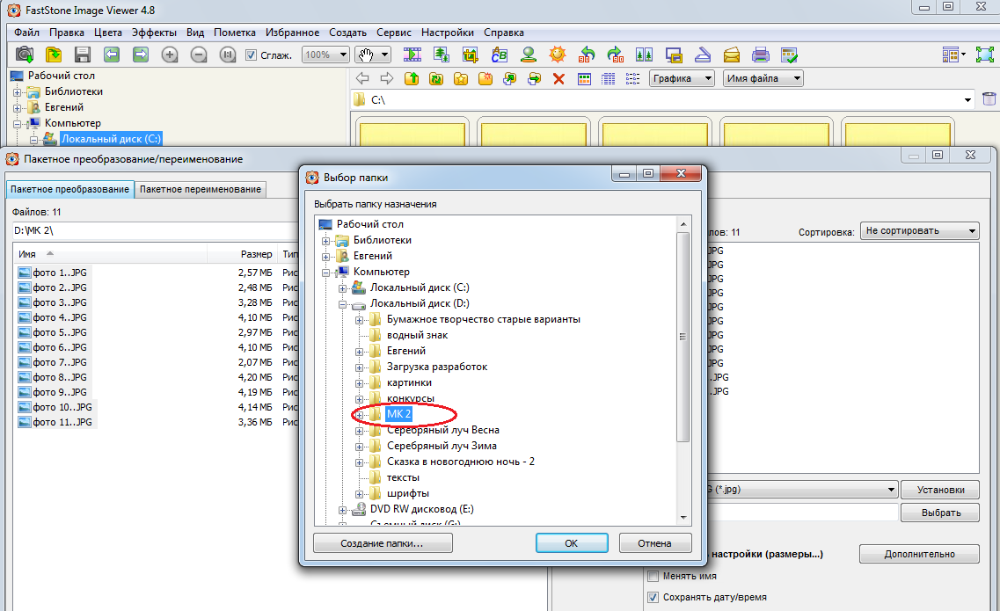 FastStone Image Viewer 4.8
Файл Правка Цвета Эффекты Вид Пометка Избранное Создать Сервис Настройки Справка
Сглаж. 100%
Рабочий стол
Библиотеки
Евгений
Компьютер
Локальный диск (C:)
Графика Имя файла
C:\
Пакетное преобразование/переименование
Пакетное преобразование Пакетное переименование
Файлов: 11
D:\МК 2\
Имя Размер Тип
фото 1..JPG 2,57 МБ Рис
фото 2..JPG 2,48 МБ Рис
фото 3..JPG 3,28 МБ Рис
фото 4..JPG 4,10 МБ Рис
фото 5..JPG 2,97 МБ Рис
фото 6..JPG 4,10 МБ Рис
фото 7..JPG 2,07 МБ Рис
фото 8..JPG 4,20 МБ Рис
фото 9..JPG 4,19 МБ Рис
фото 10..JPG 4,14 МБ Рис
фото 11..JPG 3,36 МБ Рис
Выбор папки
Выбрать папку назначения
Рабочий стол
Библиотеки
Евгений
Компьютер
Локальный диск (C:)
Локальный диск (D:)
Бумажное творчество старые варианты
водный знак
Евгений
Загрузка разработок
картинки
конкурсы
МК 2
Серебряный луч Весна
Серебряный луч Зима
Сказка в новогоднюю ночь - 2
тексты
шрифты
DVD RW дисковод (E:)
Съемный диск (G:)
Создание папки... OK Отмена
лов: 11 Сортировка: Не сортировать
JPG
JPG
JPG
JPG
JPG
JPG
JPG
JPG
JPG
.JPG
.JPG
G (*.jpg) Установки
Выбрать
настройки (размеры...) Дополнительно
Менять имя
Сохранять дату/время